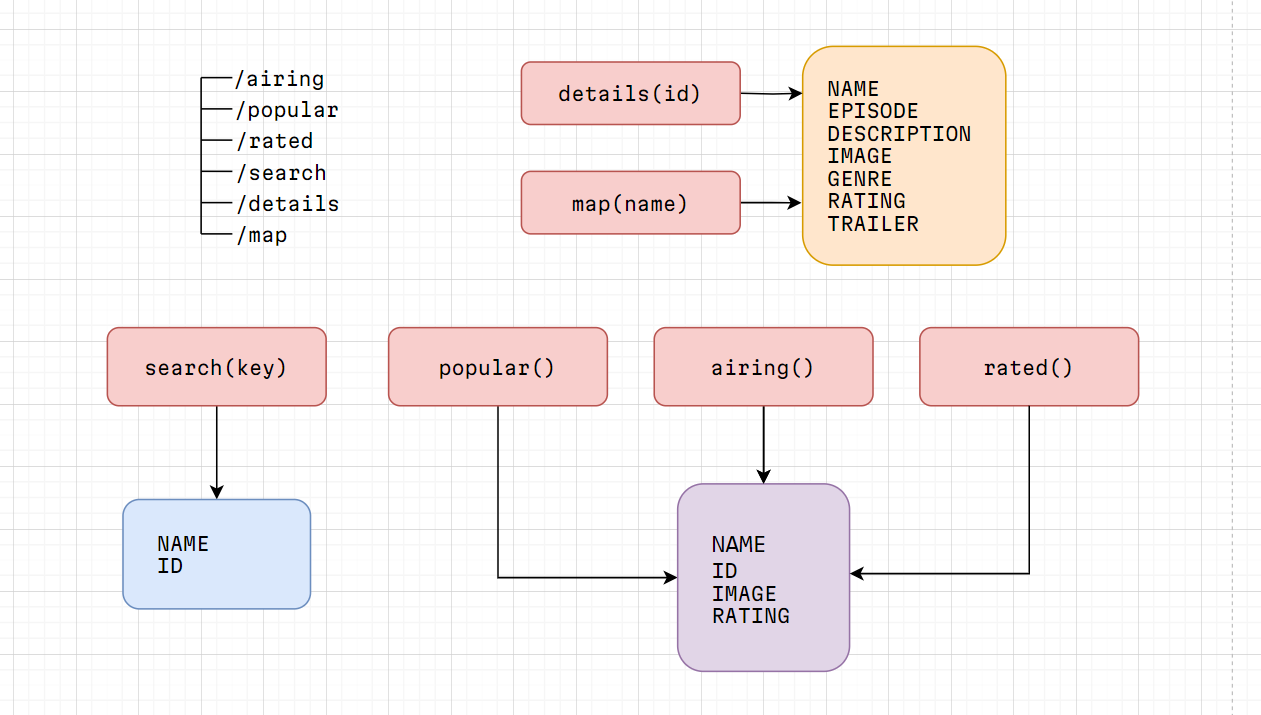 /airing
/popular
/rated
/search
/details
/map
details(id)
map(name)
NAME
EPISODE
DESCRIPTION
IMAGE
GENRE
RATING
TRAILER
search(key)
popular()
airing()
rated()
NAME
ID
NAME
ID
IMAGE
RATING